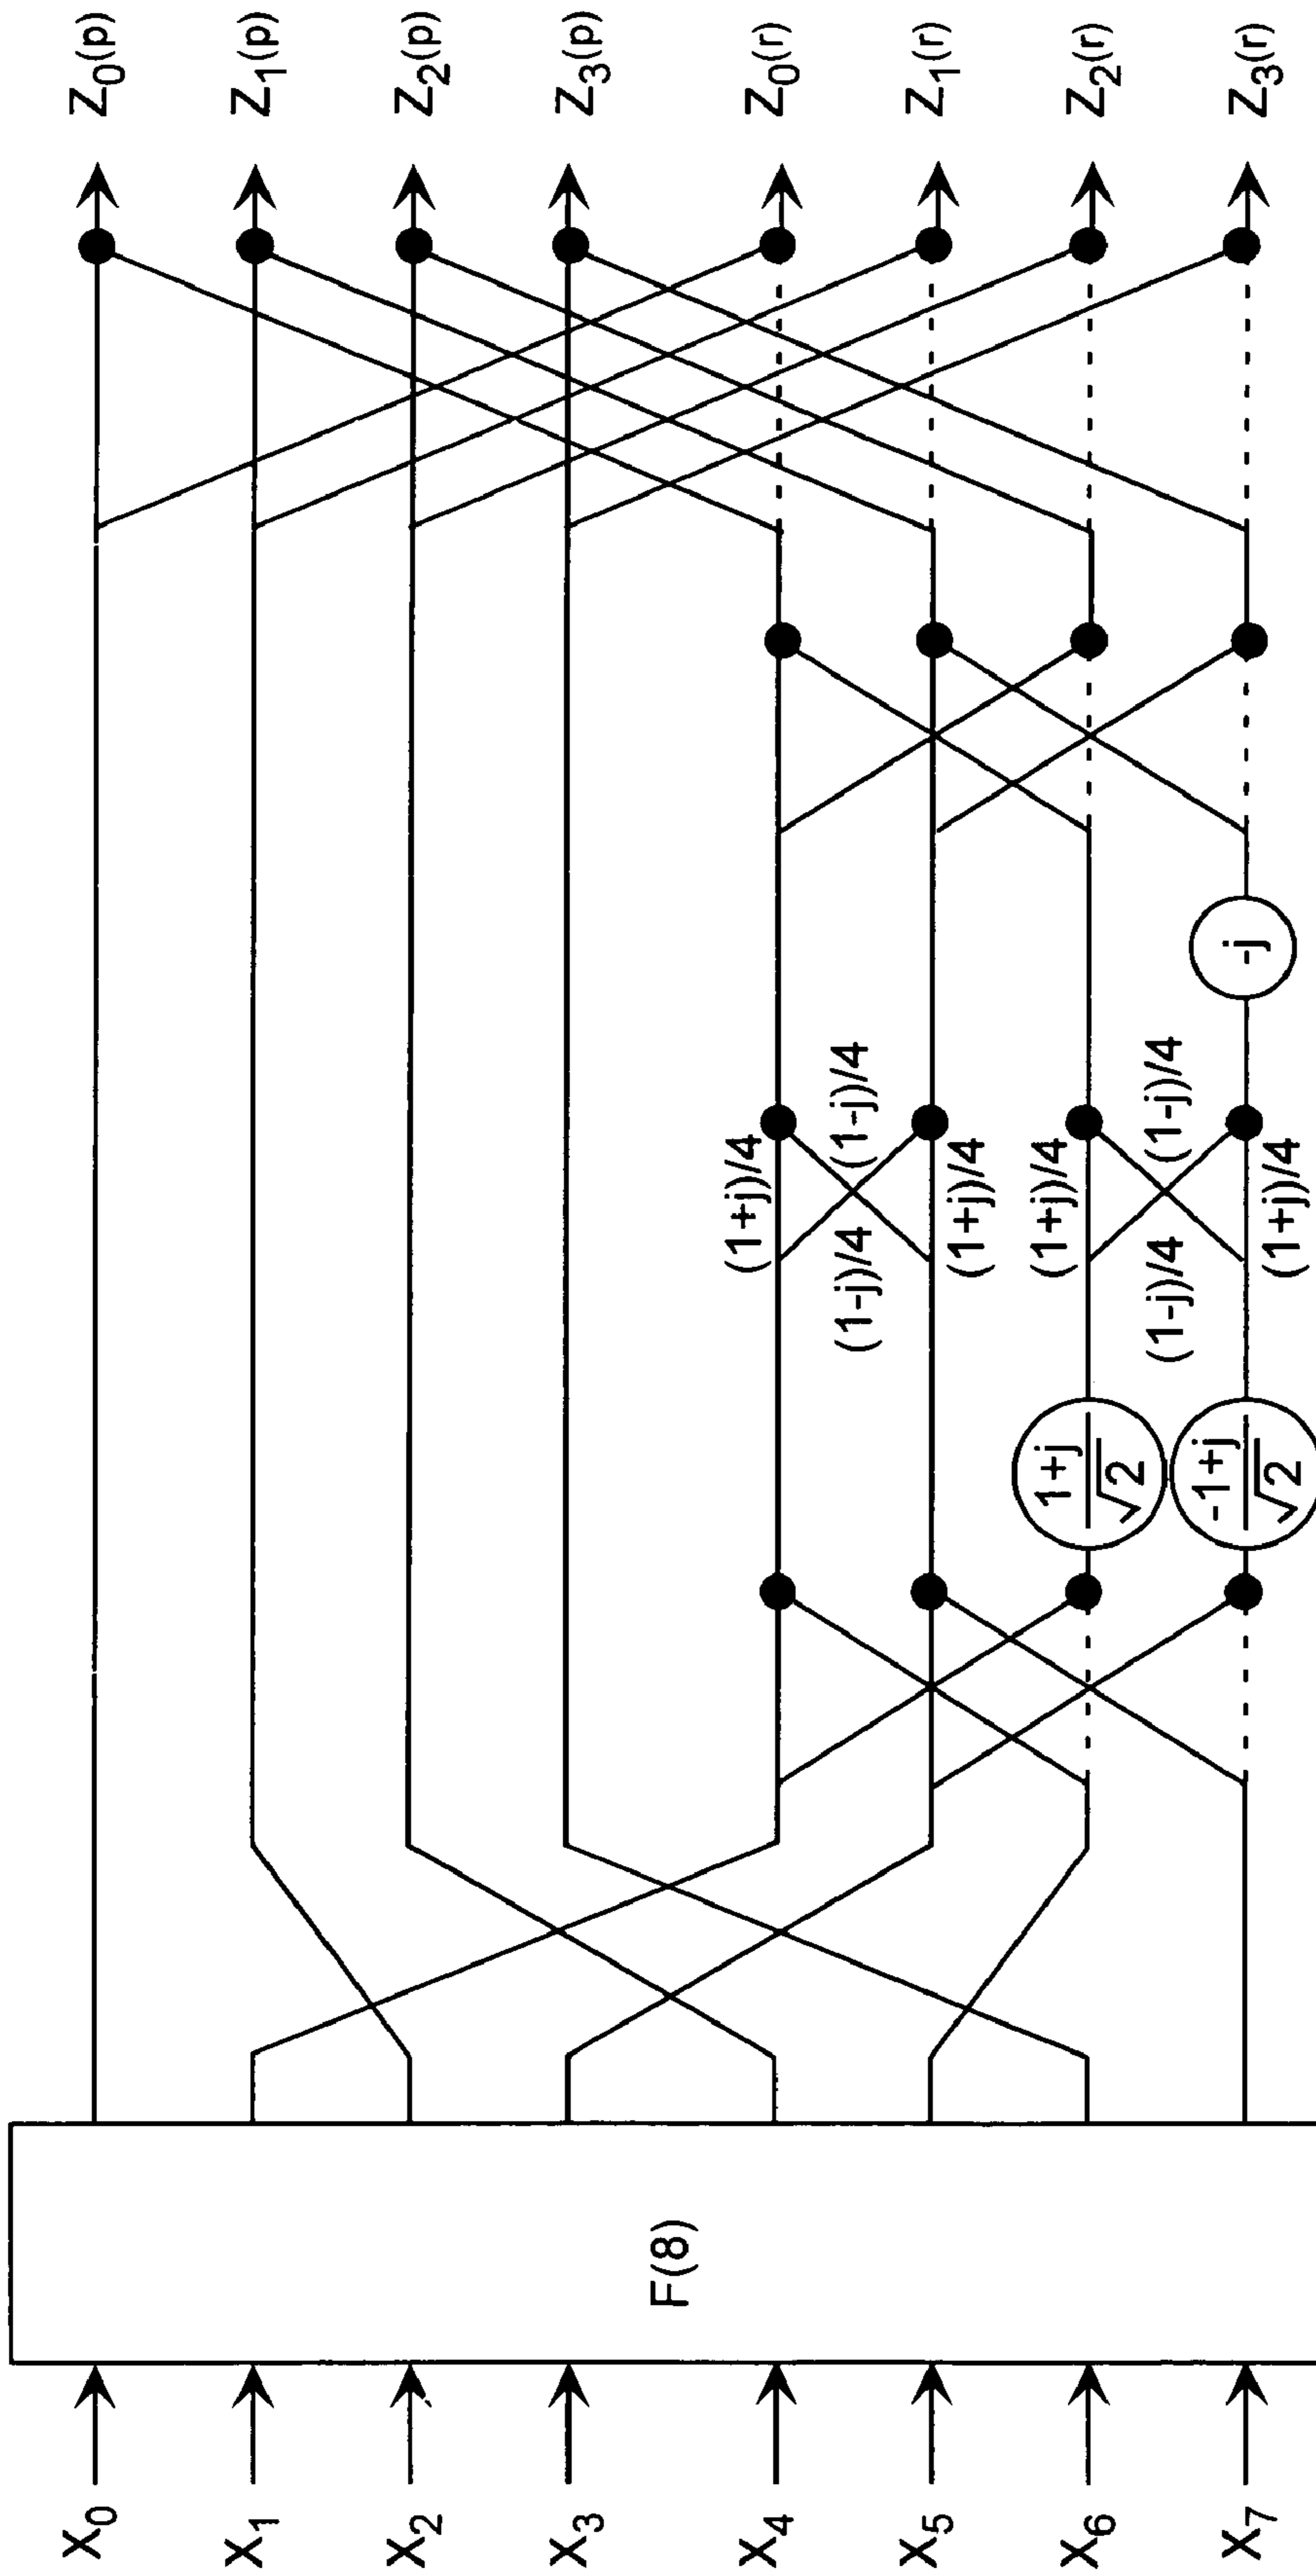 X0
X1
X2
X3
X4
X5
X6
X7
F(8)
1+j
√2
-1+j
√2
(1+j)/4
(1-j)/4
(1-j)/4
(1+j)/4
(1+j)/4
(1-j)/4
(1-j)/4
(1+j)/4
-j
Z0(p)
Z1(p)
Z2(p)
Z3(p)
Z0(r)
Z1(r)
Z2(r)
Z3(r)